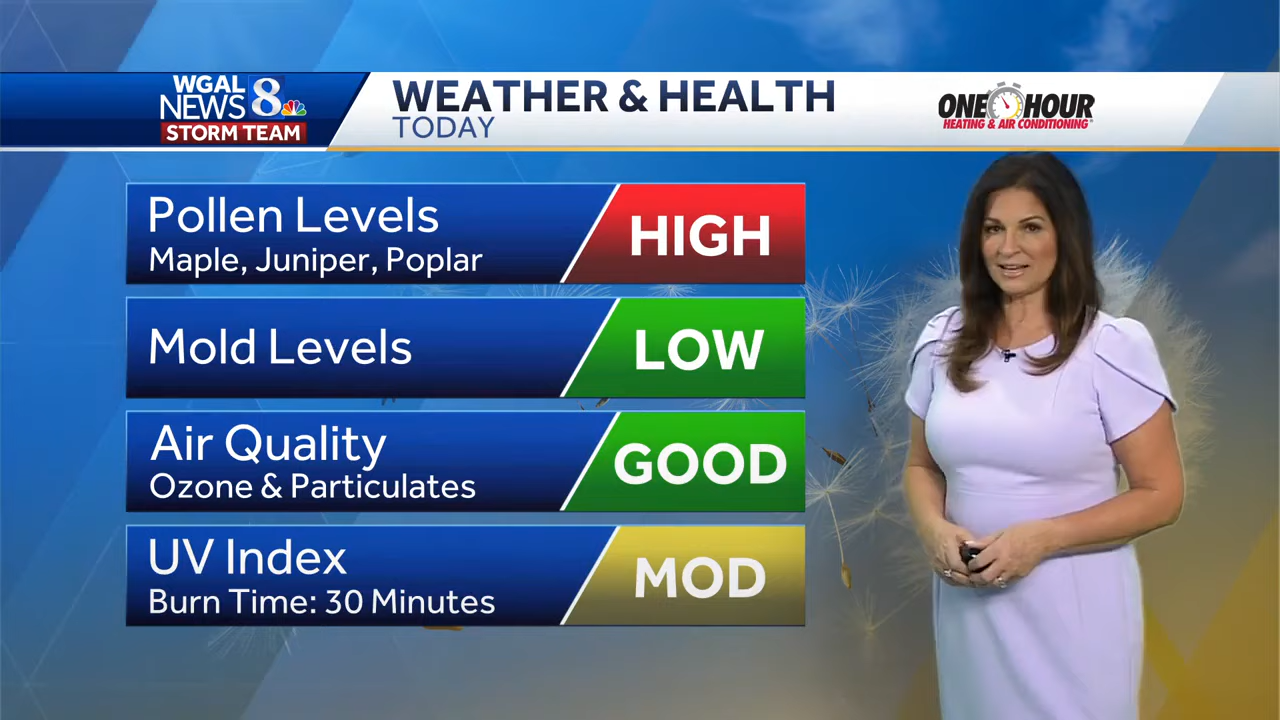 WGAL
NEWS 8
STORM TEAM
WEATHER & HEALTH
TODAY
ONE HOUR
HEATING & AIR CONDITIONING
Pollen Levels
Maple, Juniper, Poplar
HIGH
Mold Levels
LOW
Air Quality
Ozone & Particulates
GOOD
UV Index
Burn Time: 30 Minutes
MOD